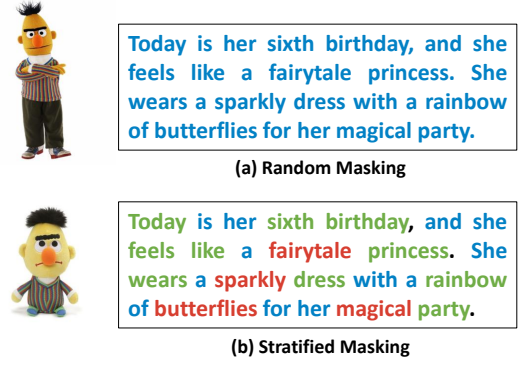 Today is her sixth birthday, and she
feels like a fairytale princess. She
wears a sparkly dress with a rainbow
of butterflies for her magical party.
(a) Random Masking
Today is her sixth birthday, and she
feels like a fairytale princess. She
wears a sparkly dress with a rainbow
of butterflies for her magical party.
(b) Stratified Masking